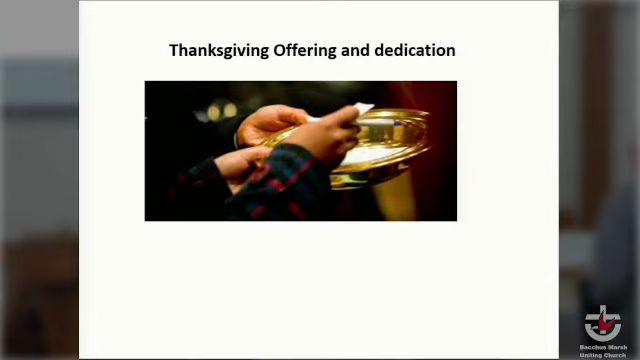 Thanksgiving Offering and dedication
Bacchus Marsh
Uniting Church